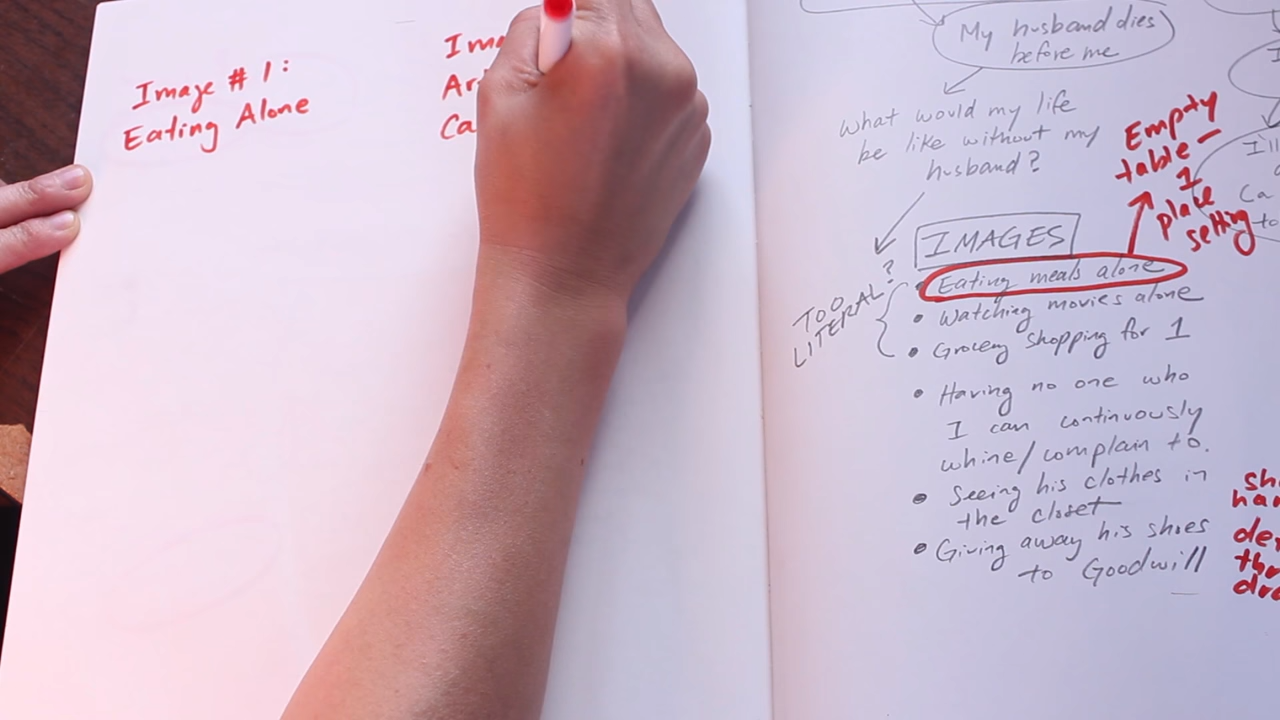 Image # 1:
Eating Alone
My husband dies
before me
what would my life
be like without my
husband?
Empty
table -
1
place
setting
IMAGES
TOO
LITERAL?
• Eating meals alone
• Watching movies alone
• Grocery shopping for 1
• Having no one who
I can continuously
whine/complain to.
• Seeing his clothes in
the closet
• Giving away his shoes
to Goodwill